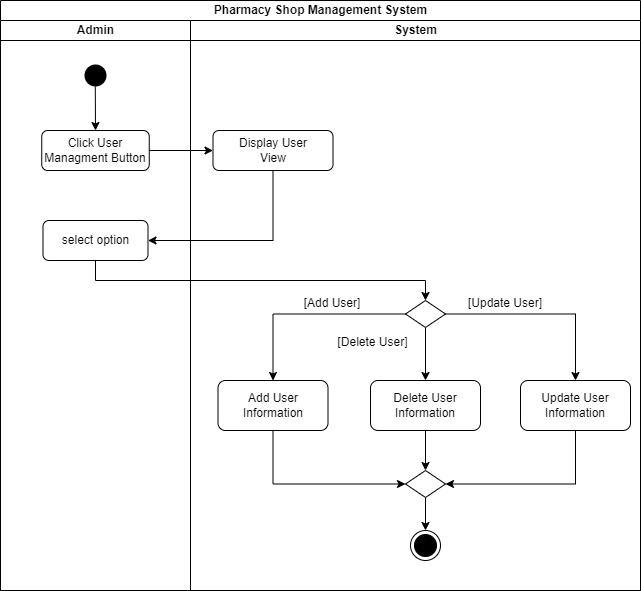 Pharmacy Shop Management System
Admin
System
Click User
Managment Button
Display User
View
select option
[Add User]
[Update User]
[Delete User]
Add User
Information
Delete User
Information
Update User
Information